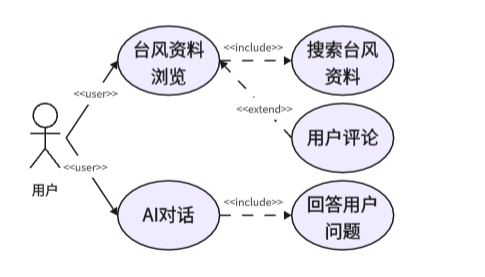 台风资料
浏览
<<include>>
搜索台风
资料
<<user>>
<<extend>>
用户评论
<<user>>
用户
AI对话
<<include>>
回答用户
问题